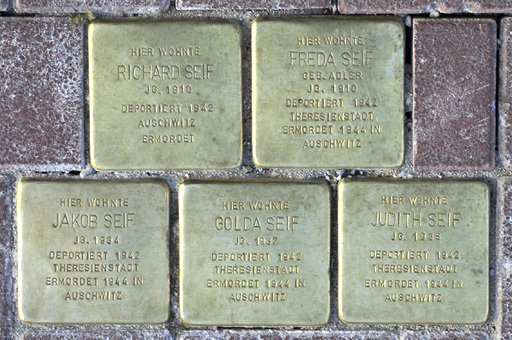 HIER WOHNTE
RICHARD SEIF
JG. 1910
DEPORTIERT 1942
AUSCHWITZ
ERMORDET
HIER WOHNTE
FREDA SEIF
GEB. ADLER
JG. 1910
DEPORTIERT 1942
THERESIENSTADT
ERMORDET 1944 IN
AUSCHWITZ
HIER WOHNTE
JAKOB SEIF
JG. 1934
DEPORTIERT 1942
THERESIENSTADT
ERMORDET 1944 IN
AUSCHWITZ
HIER WOHNTE
GOLDA SEIF
JG. 1937
DEPORTIERT 1942
THERESIENSTADT
ERMORDET 1944 IN
AUSCHWITZ
HIER WOHNTE
JUDITH SEIF
JG.
DEPORTIERT 1942
THERESIENSTADT
ERMORDET 1944 IN
AUSCHWITZ